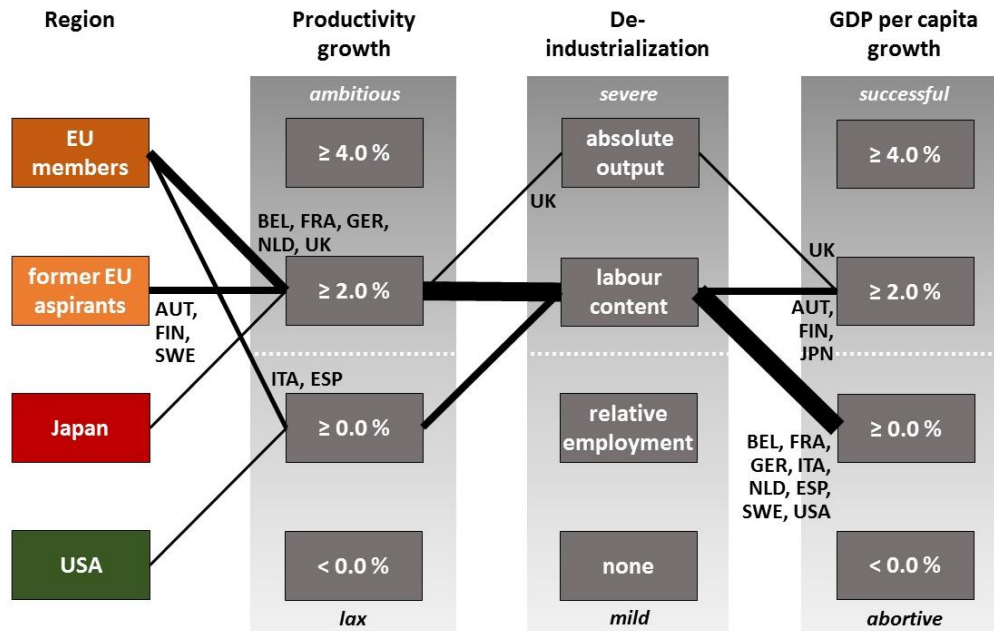 Region
Productivity
growth
De-
industrialization
GDP per capita
growth
ambitious
severe
successful
EU
members
≥ 4.0 %
absolute
output
≥ 4.0 %
UK
BEL, FRA, GER,
NLD, UK
UK
former EU
aspirants
≥ 2.0 %
labour
content
≥ 2.0 %
AUT,
FIN,
SWE
AUT,
FIN,
JPN
ITA, ESP
Japan
≥ 0.0 %
relative
employment
≥ 0.0 %
BEL, FRA,
GER, ITA,
NLD, ESP,
SWE, USA
USA
< 0.0 %
none
< 0.0 %
lax
mild
abortive